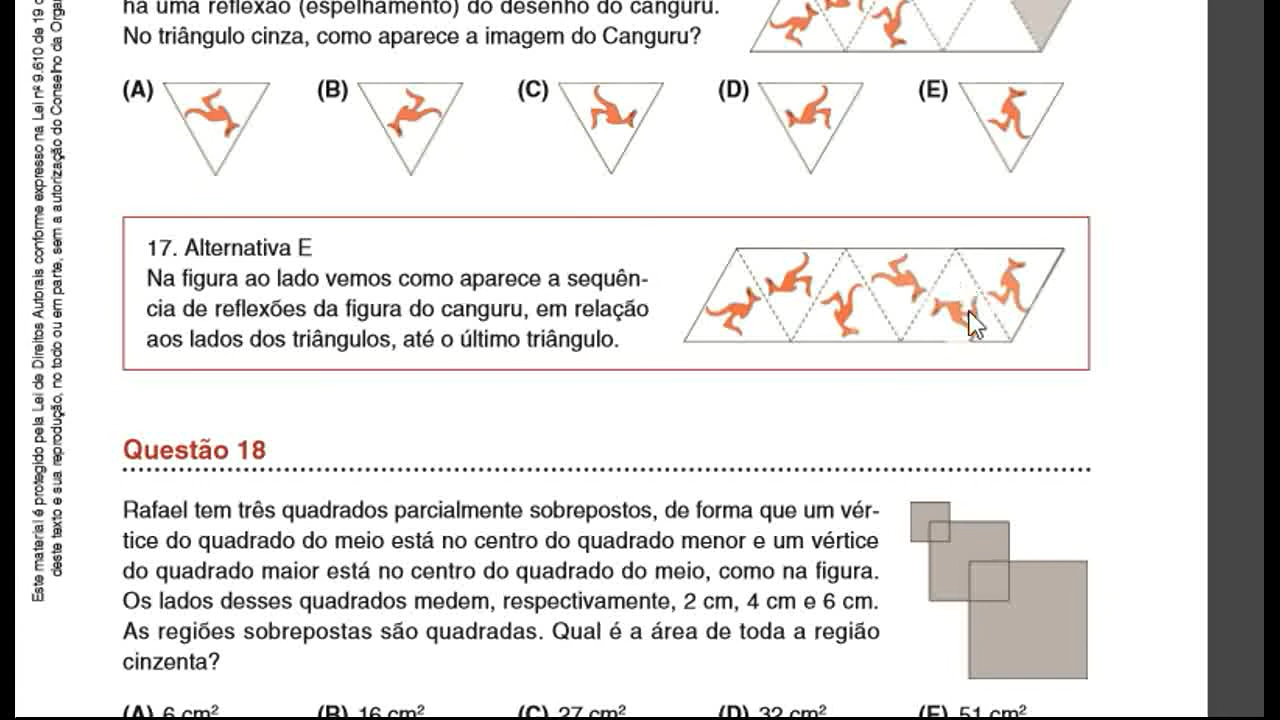 há uma reflexão (espelhamento) do desenho do canguru.
No triângulo cinza, como aparece a imagem do Canguru?
(A)
(B)
(C)
(D)
(E)
17. Alternativa E
Na figura ao lado vemos como aparece a sequên-
cia de reflexões da figura do canguru, em relação
aos lados dos triângulos, até o último triângulo.
Questão 18
Rafael tem três quadrados parcialmente sobrepostos, de forma que um vér-
tice do quadrado do meio está no centro do quadrado menor e um vértice
do quadrado maior está no centro do quadrado do meio, como na figura.
Os lados desses quadrados medem, respectivamente, 2 cm, 4 cm e 6 cm.
As regiões sobrepostas são quadradas. Qual é a área de toda a região
cinzenta?
(A) 6 cm² (B) 16 cm² (C) 27 cm² (D) 32 cm² (E) 51 cm²
Este material é protegido pela Lei de Direitos Autorais conforme expresso na Lei nº 9.610 de 19 d
deste texto e sua reprodução, no todo ou em parte, sem a autorização do Conselho da Orga